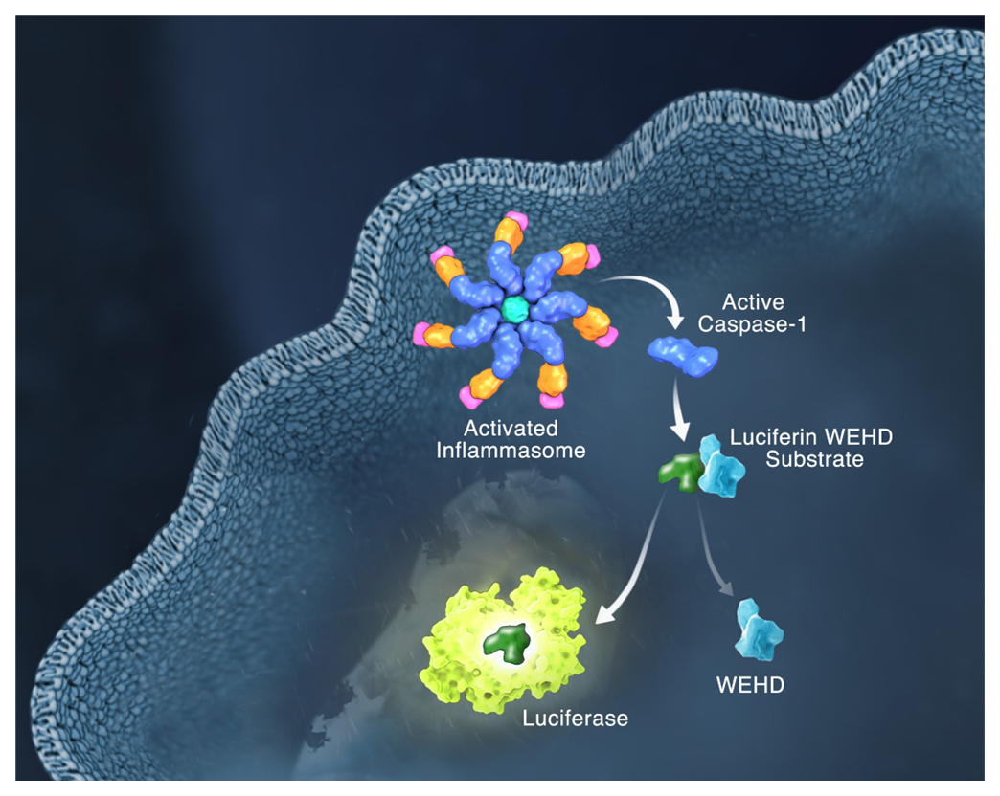 Active
Caspase-1
Activated
Inflammasome
Luciferin WEHD
Substrate
WEHD
Luciferase